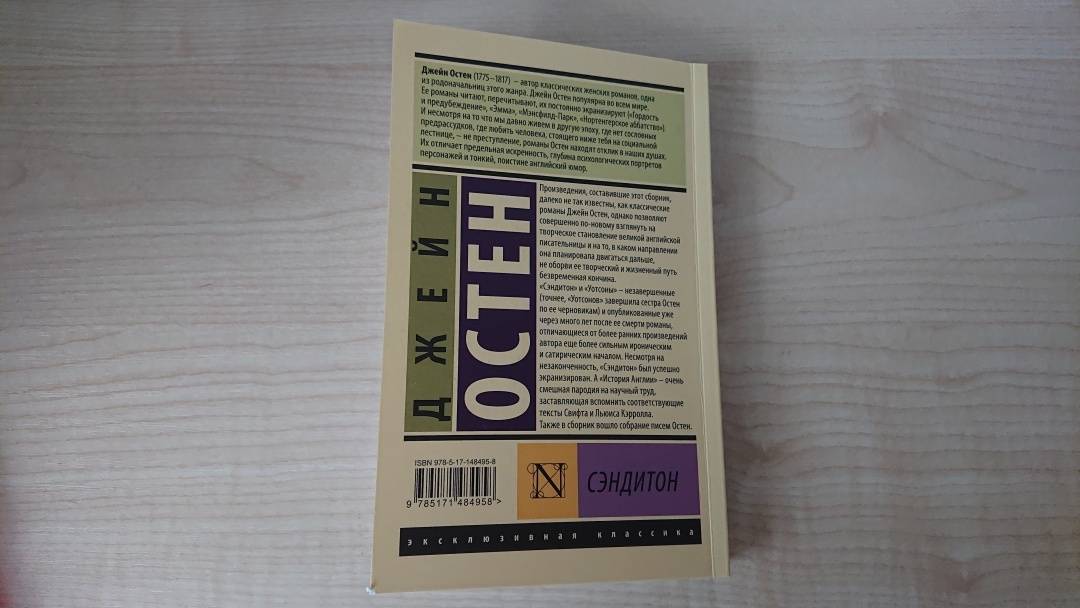 Джейн Остен (1775–1817) – автор классических женских романов, одна
из родоначальниц этого жанра. Джейн Остен популярна во всем мире.
Ее романы читают, перечитывают, их постоянно экранизируют («Гордость
и предубеждение», «Эмма», «Мэнсфилд-Парк», «Нортенгерское аббатство»)
И несмотря на то что мы давно живем в другую эпоху, где нет сословных
предрассудков, где любить человека, стоящего ниже тебя на социальной
лестнице, – не преступление, романы Остен находят отклик в наших душах.
Их отличает предельная искренность, глубина психологических портретов
персонажей и тонкий, поистине английский юмор.
ДЖЕЙН
ОСТЕН
Произведения, составившие этот сборник,
далеко не так известны, как классические
романы Джейн Остен, однако позволяют
совершенно по-новому взглянуть на
творческое становление великой английской
писательницы и на то, в каком направлении
она планировала двигаться дальше,
не оборви ее творческий и жизненный путь
безвременная кончина.
«Сэндитон» и «Уотсоны» – незавершенные
(точнее, «Уотсонов» завершила сестра Остен
по ее черновикам) и опубликованные уже
через много лет после ее смерти романы,
отличающиеся от более ранних произведений
автора еще более сильным ироническим
и сатирическим началом. Несмотря на
незаконченность, «Сэндитон» был успешно
экранизирован. А «История Англии» – очень
смешная пародия на научный труд,
заставляющая вспомнить соответствующие
тексты Свифта и Льюиса Кэрролла.
Также в сборник вошло собрание писем Остен.
ISBN 978-5-17-148495-8
9 785171 484958 >
N
СЭНДИТОН
эксклюзивная классика